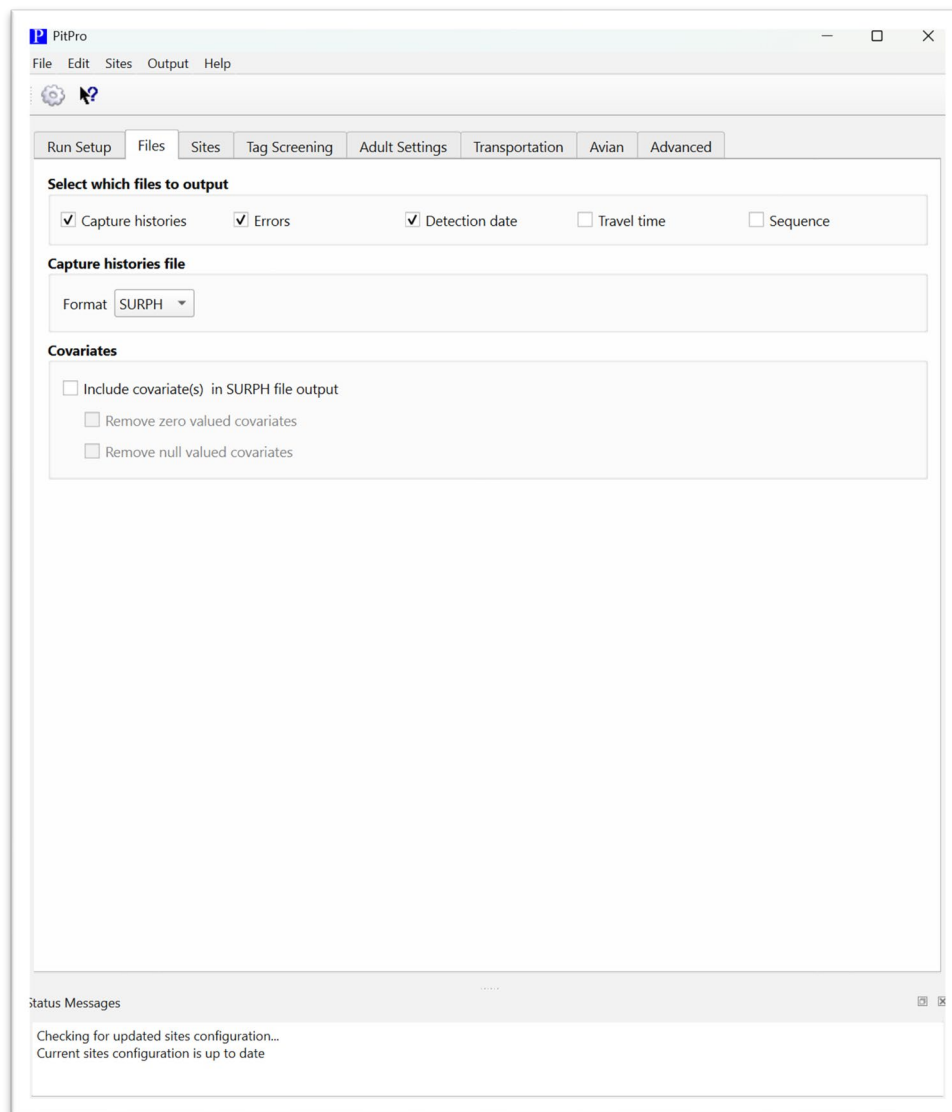 P PitPro
File Edit Sites Output Help
?
Run Setup Files Sites Tag Screening Adult Settings Transportation Avian Advanced
Select which files to output
Capture histories Errors Detection date Travel time Sequence
Capture histories file
Format SURPH
Covariates
Include covariate(s) in SURPH file output
Remove zero valued covariates
Remove null valued covariates
Status Messages
Checking for updated sites configuration...
Current sites configuration is up to date